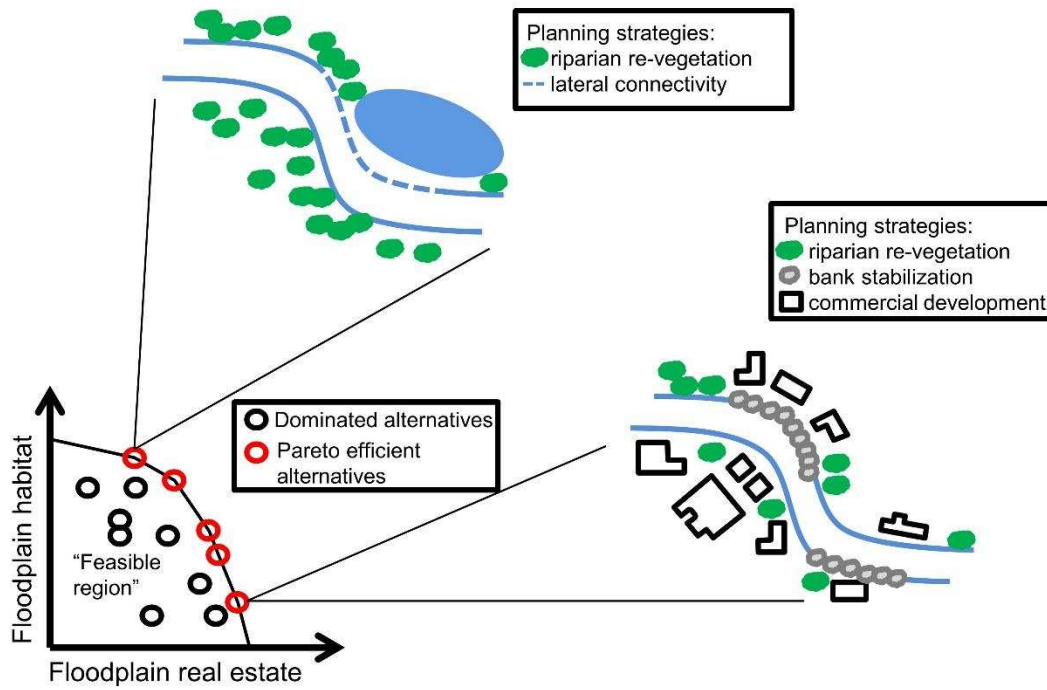 Planning strategies:
riparian re-vegetation
lateral connectivity
Planning strategies:
riparian re-vegetation
bank stabilization
commercial development
Dominated alternatives
Pareto efficient
alternatives
Floodplain habitat
“Feasible
region”
Floodplain real estate